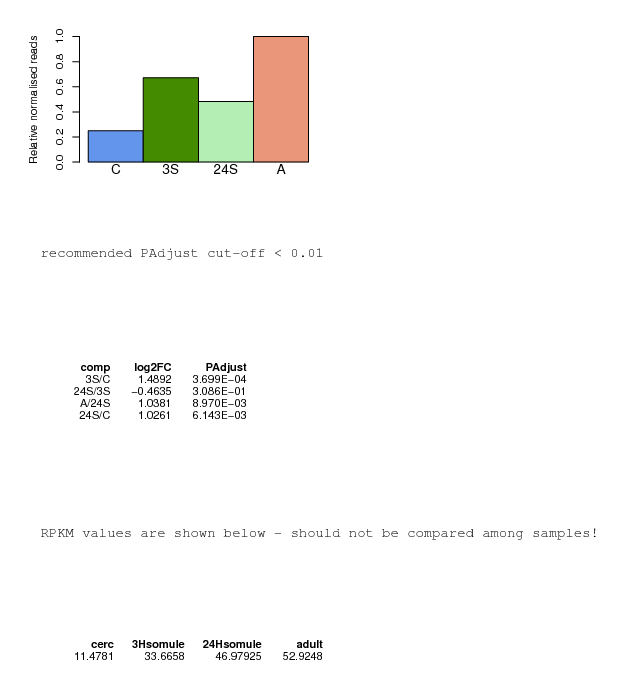 Relative normalised reads
1.0
0.8
0.6
0.4
0.2
0.0
C 3S 24S A
recommended PAdjust cut-off < 0.01
comp log2FC PAdjust
3S/C 1.4892 3.699E-04
24S/3S -0.4635 3.086E-01
A/24S 1.0381 8.970E-03
24S/C 1.0261 6.143E-03
RPKM values are shown below - should not be compared among samples!
cerc 3Hsomule 24Hsomule adult
11.4781 33.6658 46.97925 52.9248